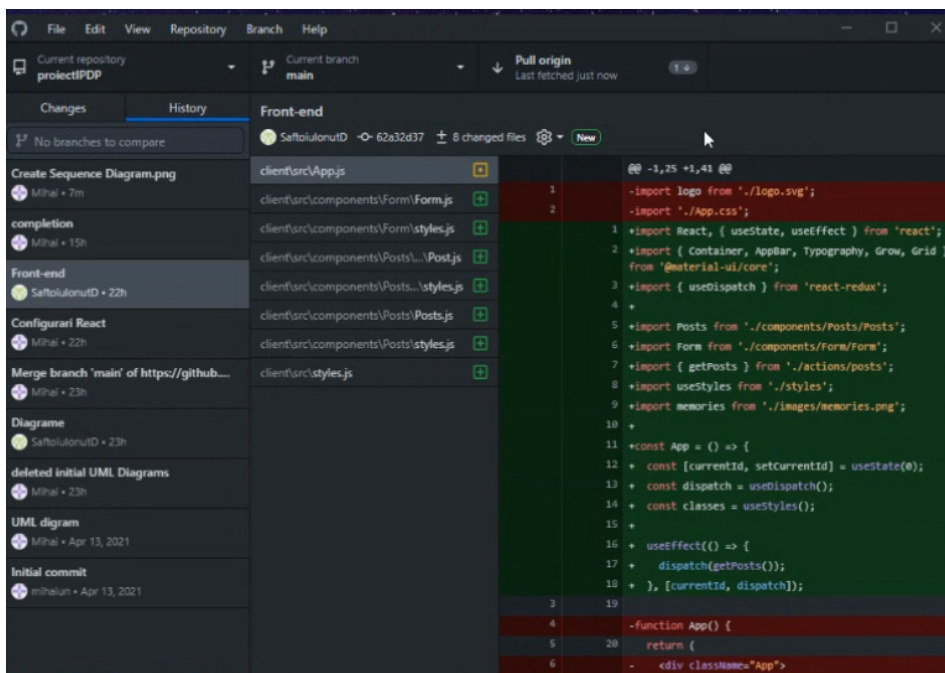 File Edit View Repository Branch Help
Current repository
proiectIPDP
Current branch
main
Pull origin
Last fetched just now
1
Changes History
No branches to compare
Create Sequence Diagram.png
Mihai • 7m
completion
Mihai • 15h
Front-end
SaftoiuIonutD • 22h
Configurari React
Mihai • 22h
Merge branch 'main' of https://github....
Mihai • 23h
Diagrame
SaftoiuIonutD • 23h
deleted initial UML Diagrams
Mihai • 23h
UML digram
Mihai • Apr 13, 2021
Initial commit
mihaiun • Apr 13, 2021
Front-end
SaftoiuIonutD 62a32d37 8 changed files New
client\src\App.js
client\src\components\Form\Form.js
client\src\components\Form\styles.js
client\src\components\Posts\...\Post.js
client\src\components\Posts...\styles.js
client\src\components\Posts\Posts.js
client\src\components\Posts\styles.js
client\src\styles.js
@@ -1,25 +1,41 @@
1 -import logo from './logo.svg';
2 -import './App.css';
1 +import React, { useState, useEffect } from 'react';
2 +import { Container, AppBar, Typography, Grow, Grid }
from '@material-ui/core';
3 +import { useDispatch } from 'react-redux';
4 +
5 +import Posts from './components/Posts/Posts';
6 +import Form from './components/Form/Form';
7 +import { getPosts } from './actions/posts';
8 +import useStyles from './styles';
9 +import memories from './images/memories.png';
10 +
11 +const App = () => {
12 + const [currentId, setCurrentId] = useState(0);
13 + const dispatch = useDispatch();
14 + const classes = useStyles();
15 +
16 + useEffect(() => {
17 + dispatch(getPosts());
18 + }, [currentId, dispatch]);
3 19
4 -function App() {
5 20 return (
6 - <div className="App">